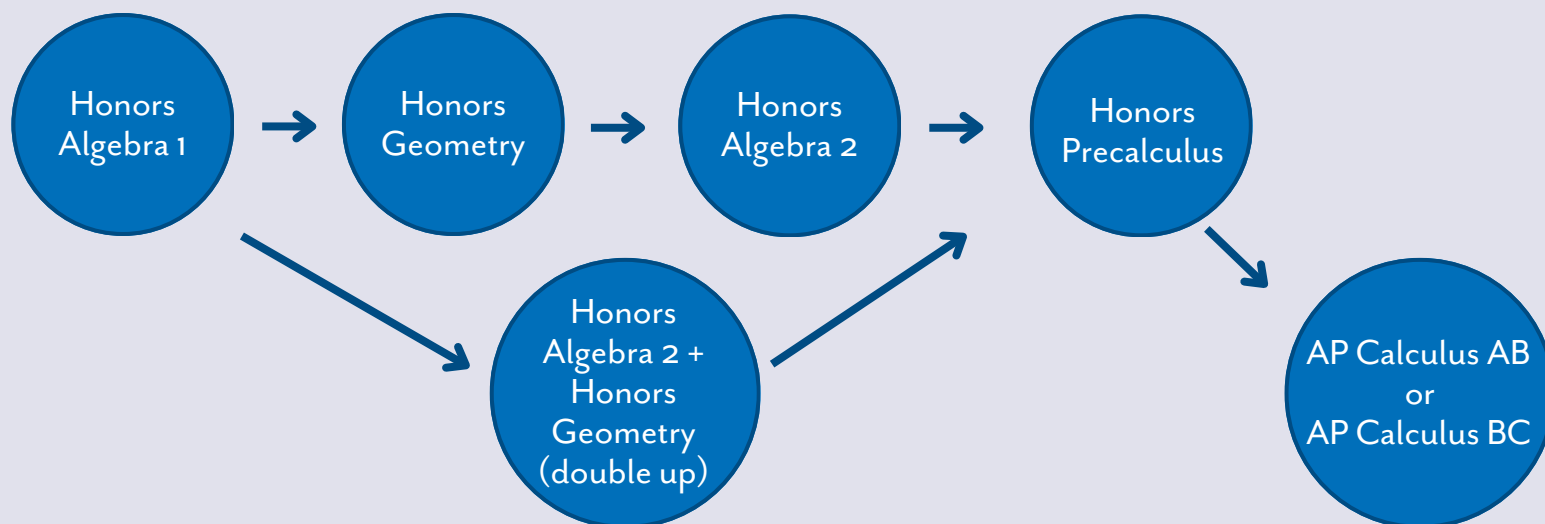 Honors
Algebra 1
Honors
Geometry
Honors
Algebra 2
Honors
Precalculus
Honors
Algebra 2 +
Honors
Geometry
(double up)
AP Calculus AB
or
AP Calculus BC